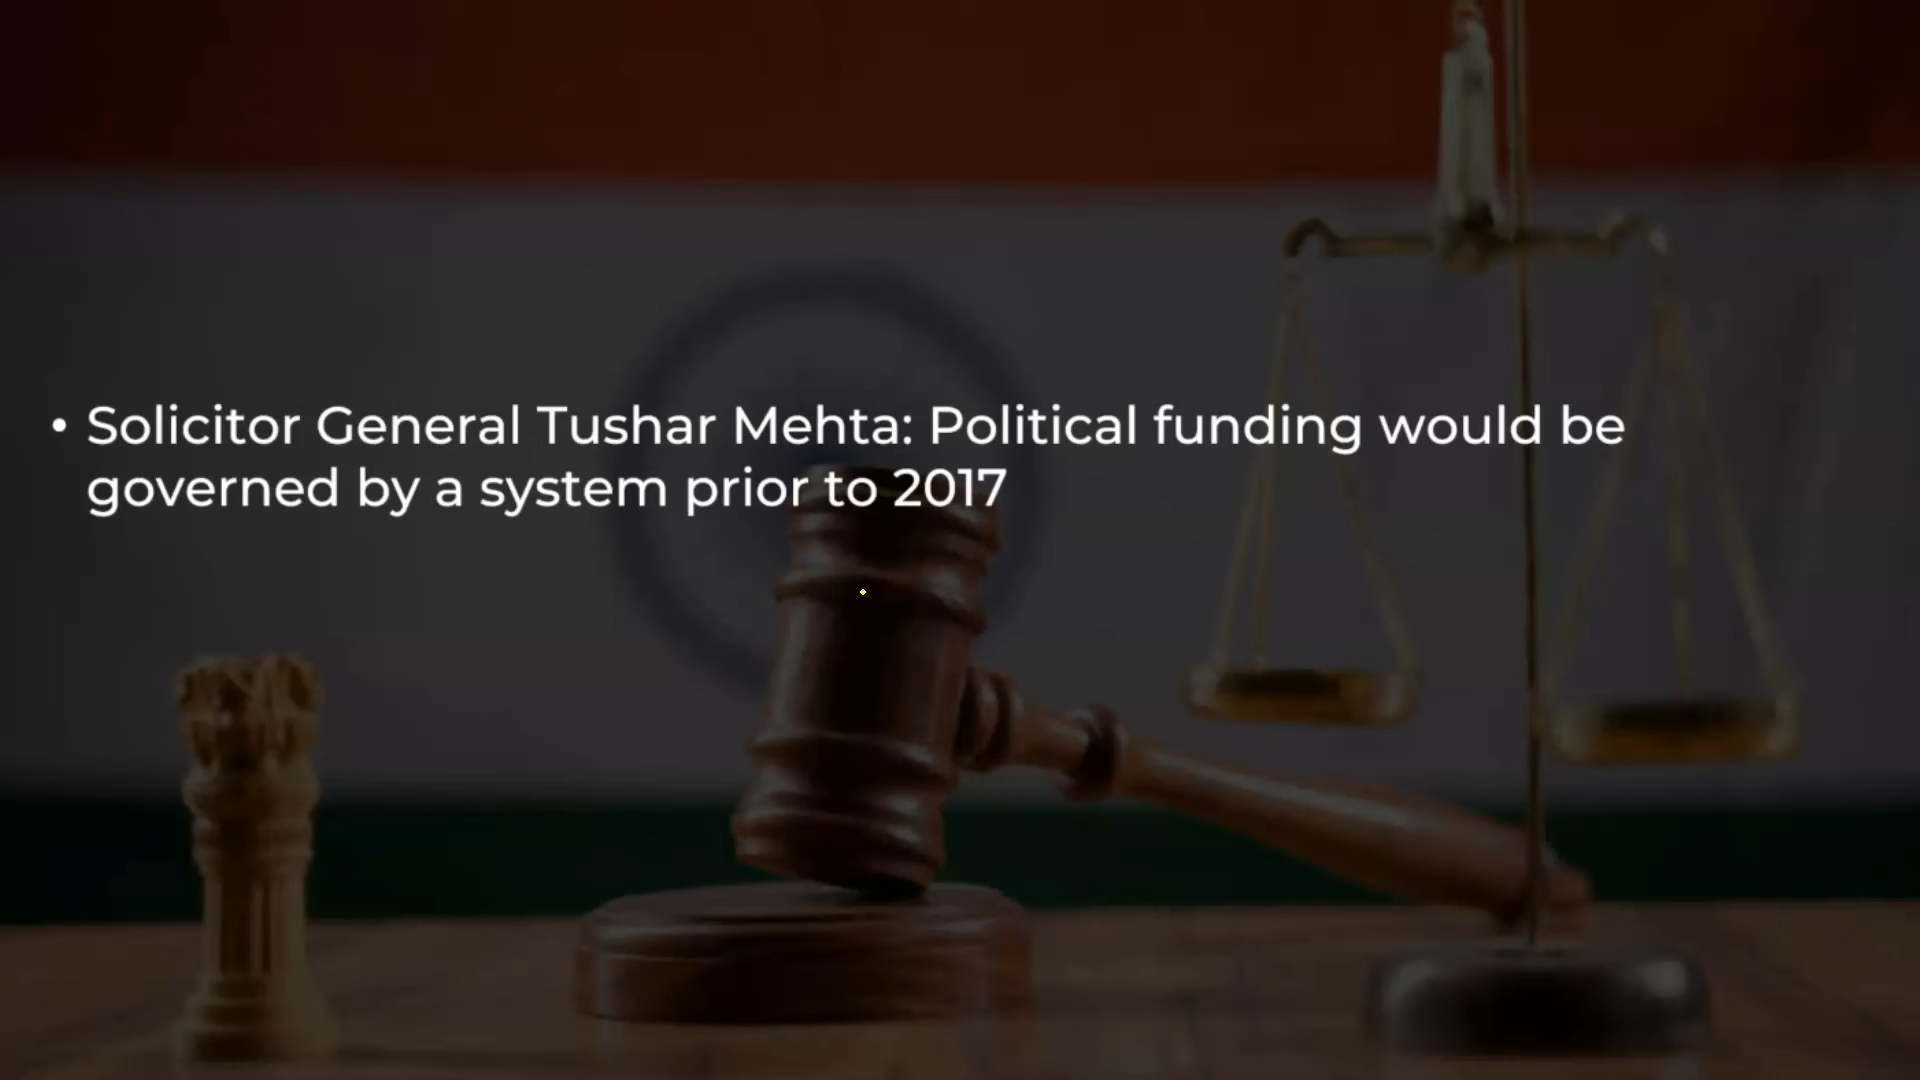 • Solicitor General Tushar Mehta: Political funding would be
governed by a system prior to 2017